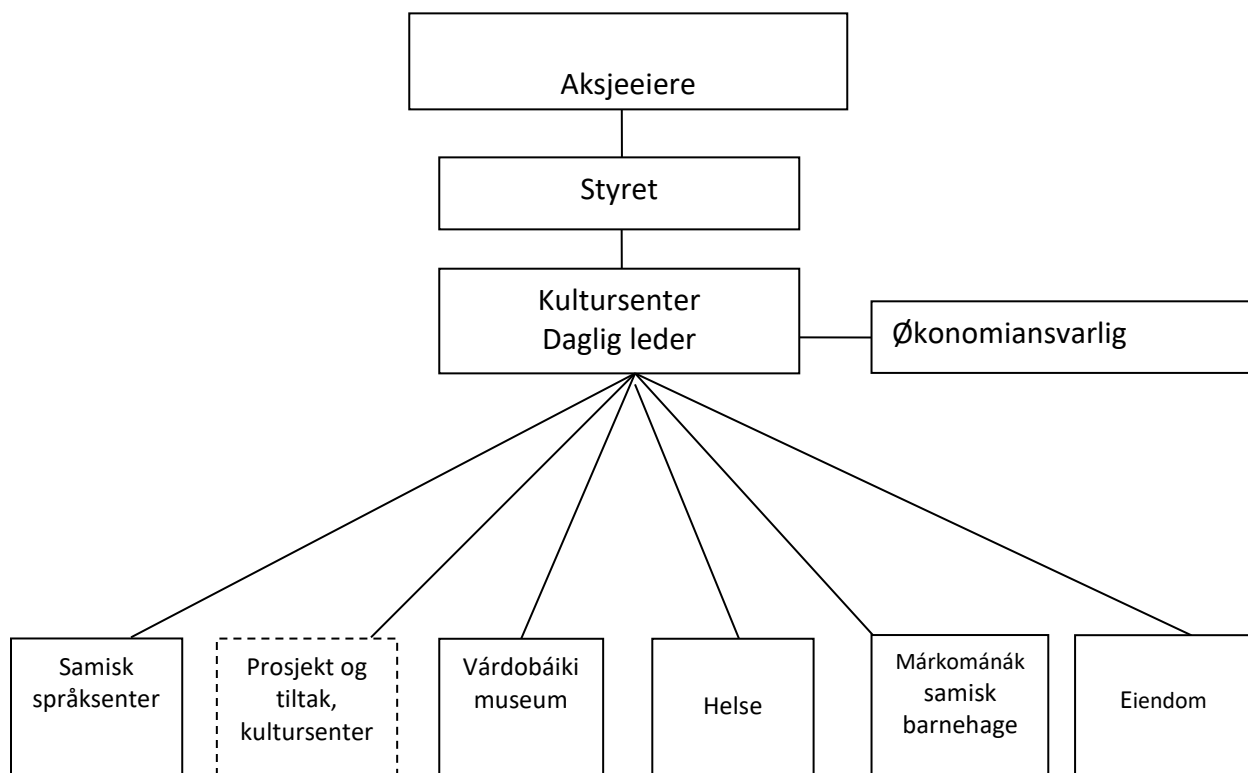 Aksjeeiere
Styret
Kultursenter
Daglig leder
Økonomiansvarlig
Samisk
språksenter
Prosjekt og
tiltak,
kultursenter
Várdobáiki
museum
Helse
Márkománák
samisk
barnehage
Eiendom